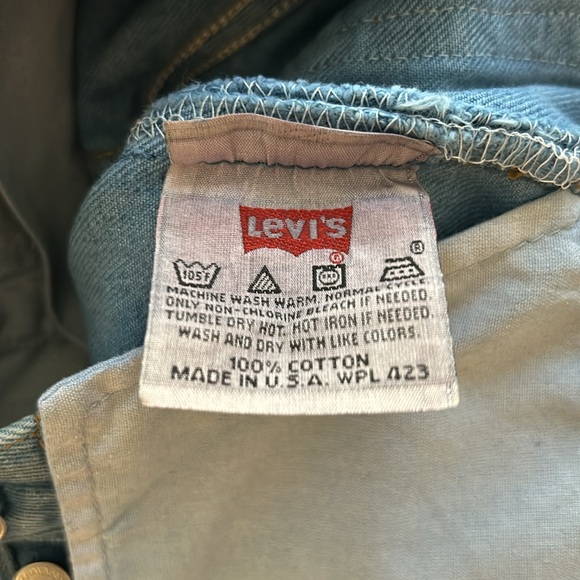 Levi's
®
®
105F
MACHINE WASH WARM. NORMAL CYCLE
ONLY NON-CHLORINE BLEACH IF NEEDED.
TUMBLE DRY HOT. HOT IRON IF NEEDED.
WASH AND DRY WITH LIKE COLORS.
100% COTTON
MADE IN U.S.A. WPL 423